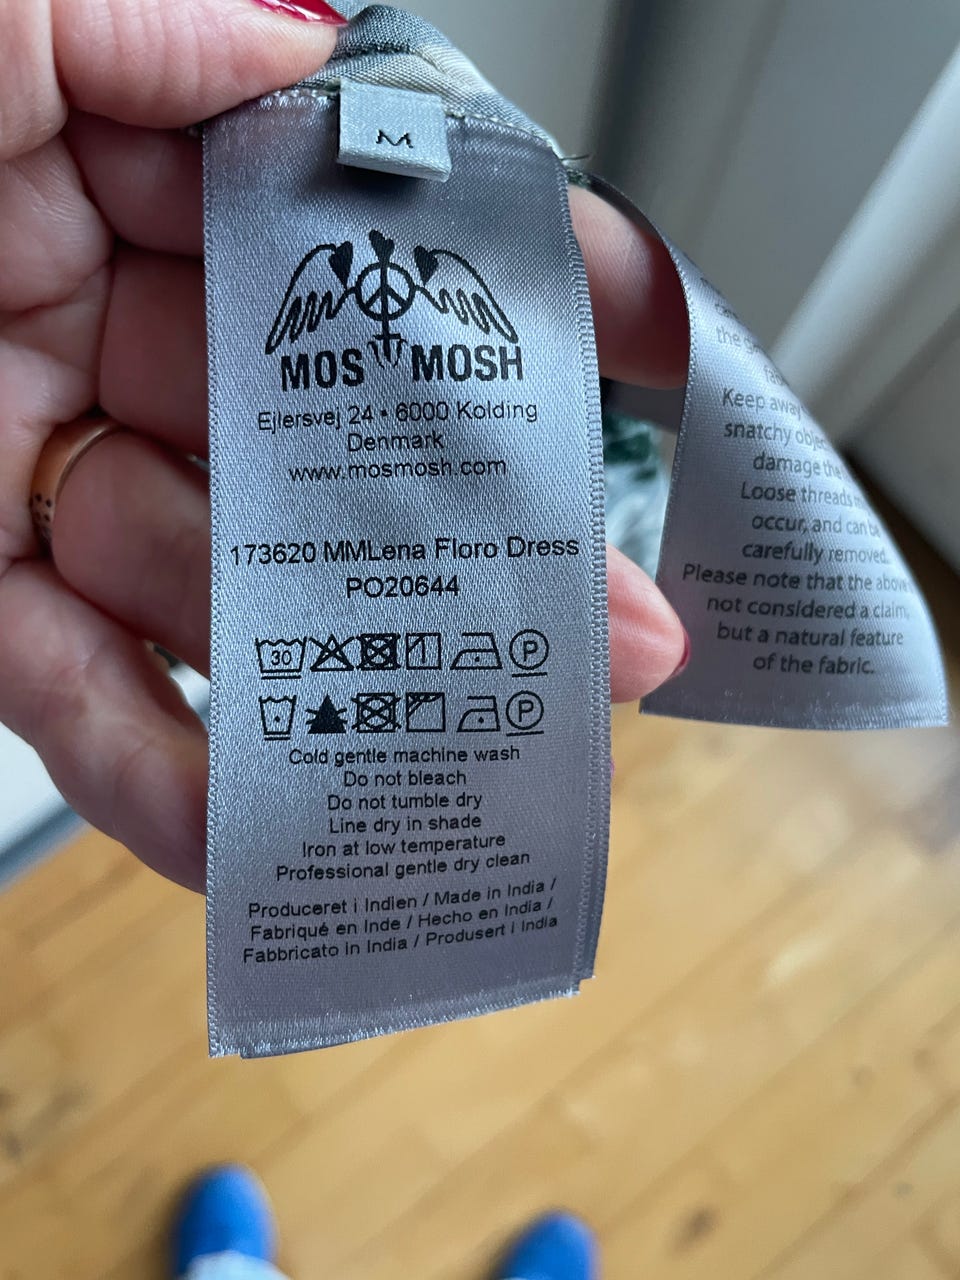 M
MOS MOSH
Ejlersvej 24 • 6000 Kolding
Denmark
www.mosmosh.com
173620 MMLena Floro Dress
PO20644
30 P
P
Cold gentle machine wash
Do not bleach
Do not tumble dry
Line dry in shade
Iron at low temperature
Professional gentle dry clean
Produceret i Indien / Made in India /
Fabriqué en Inde / Hecho en India /
Fabbricato in India / Produsert i India
the
Keep away
snatchy
damage the
Loose threads
occur, and can be
carefully removed.
Please note that the above
not considered a claim,
but a natural feature
of the fabric.